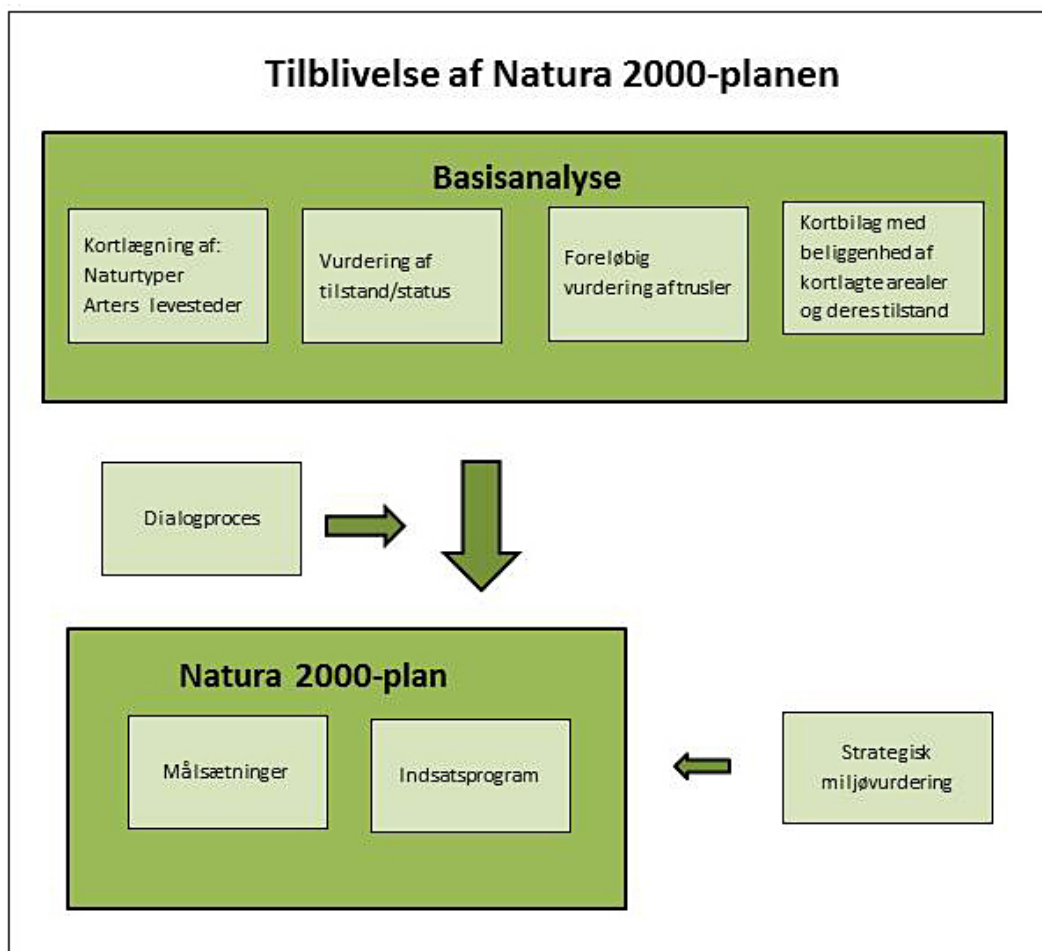 Tilblivelse af Natura 2000-planen
Basisanalyse
Kortlægning af:
Naturtyper
Arters levesteder
Vurdering af
tilstand/status
Foreløbig
vurdering af trusler
Kortbilag med
beliggenhed af
kortlagte arealer
og deres tilstand
Dialogproces
Natura 2000-plan
Målsætninger
Indsatsprogram
Strategisk
miljøvurdering